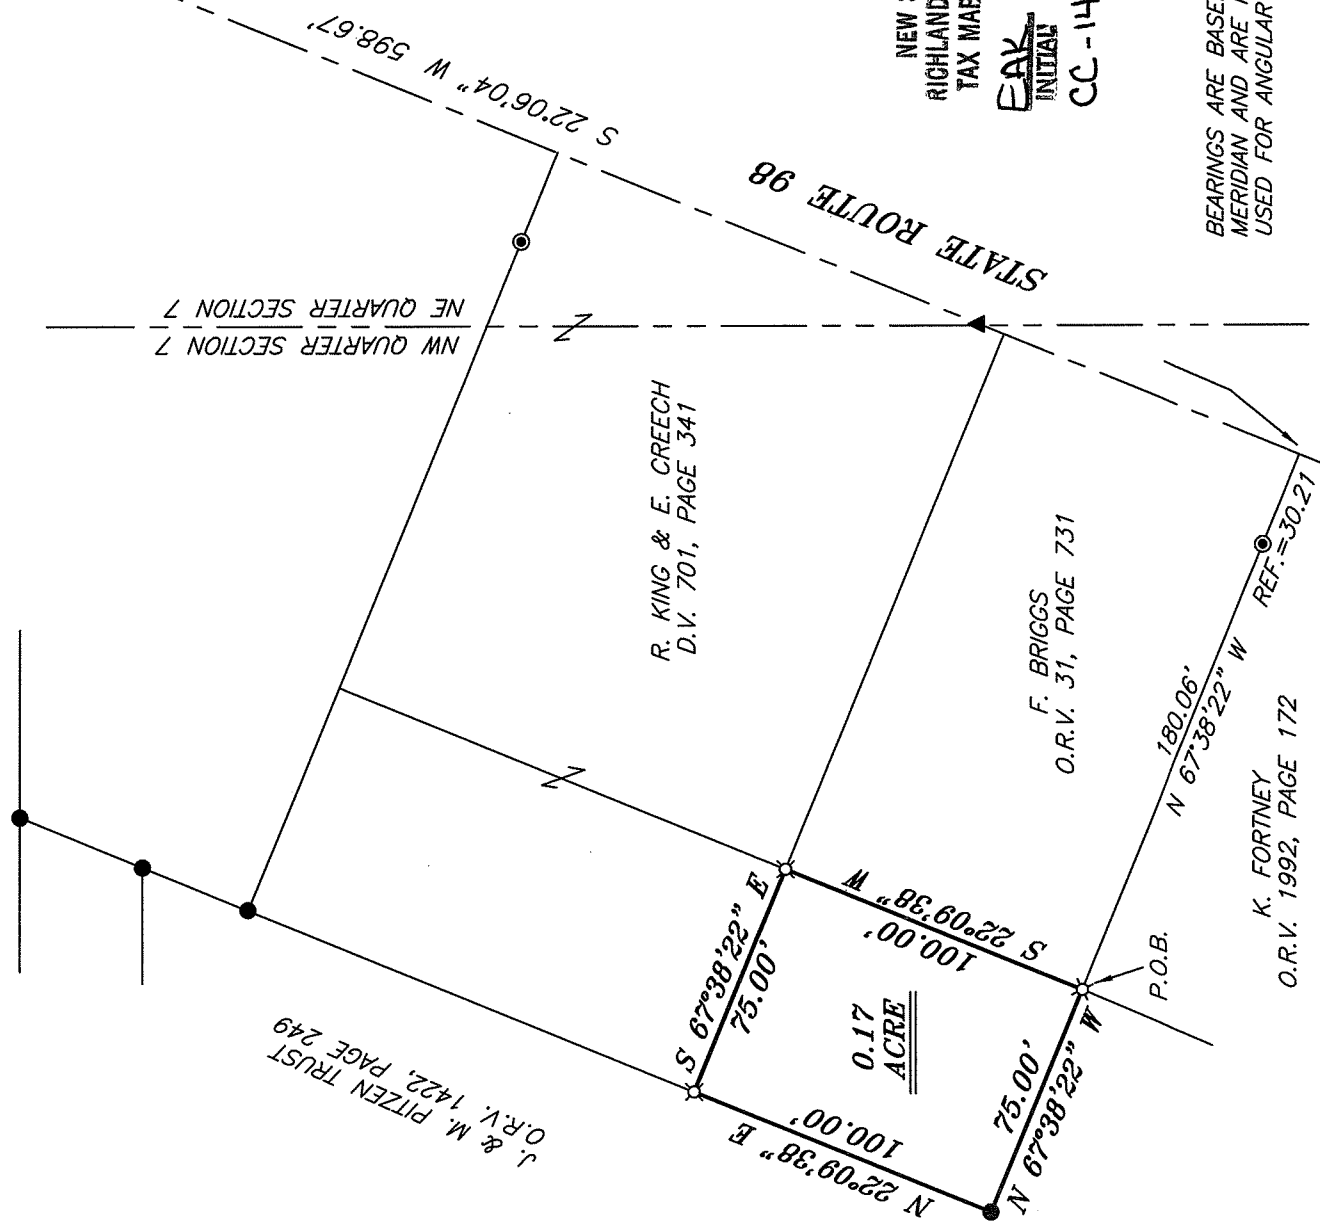 S 22°06'04" W 598.67'
NEW
RICHLAND
TAX MAP
EAK
INITIAL
CC-14
BEARINGS ARE BASE
MERIDIAN AND ARE
USED FOR ANGULAR
STATE ROUTE 98
NE QUARTER SECTION 7
NW QUARTER SECTION 7
R. KING & E. CREECH
D.V. 701, PAGE 341
F. BRIGGS
O.R.V. 31, PAGE 731
180.06'
N 67°38'22" W
REF.=30.21
K. FORTNEY
O.R.V. 1992, PAGE 172
J. & M. PITZEN TRUST
O.R.V. 1422, PAGE 249
S 67°38'22" E
75.00'
S 22°09'38" W
100.00'
0.17
ACRE
P.O.B.
100.00'
N 22°09'38" E
75.00'
N 67°38'22" W